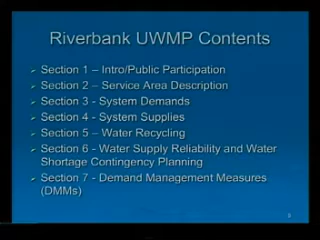 Riverbank UWMP Contents
Section 1 – Intro/Public Participation
Section 2 – Service Area Description
Section 3 - System Demands
Section 4 - System Supplies
Section 5 – Water Recycling
Section 6 - Water Supply Reliability and Water
Shortage Contingency Planning
Section 7 - Demand Management Measures
(DMMs)